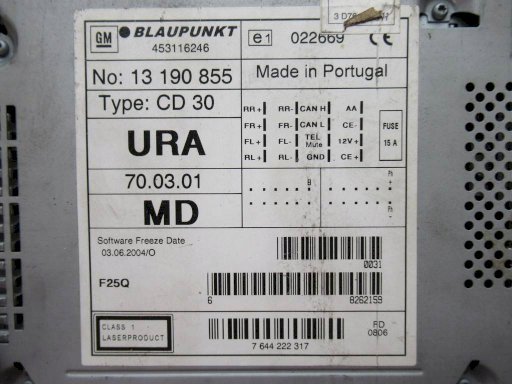 3 D76
GM BLAUPUNKT
453116246
e1 022669 CE
No: 13 190 855
Made in Portugal
Type: CD 30
URA
70.03.01
MD
RR+ RR- CAN H AA
FR+ FR- CAN L CE-
FL+ FL- TEL Mute 12V+
RL+ RL- GND CE+
FUSE
15 A
Software Freeze Date
03.06.2004/O
0031
F25Q
6 8262159
CLASS 1
LASERPRODUCT
7 644 222 317
RD
0806